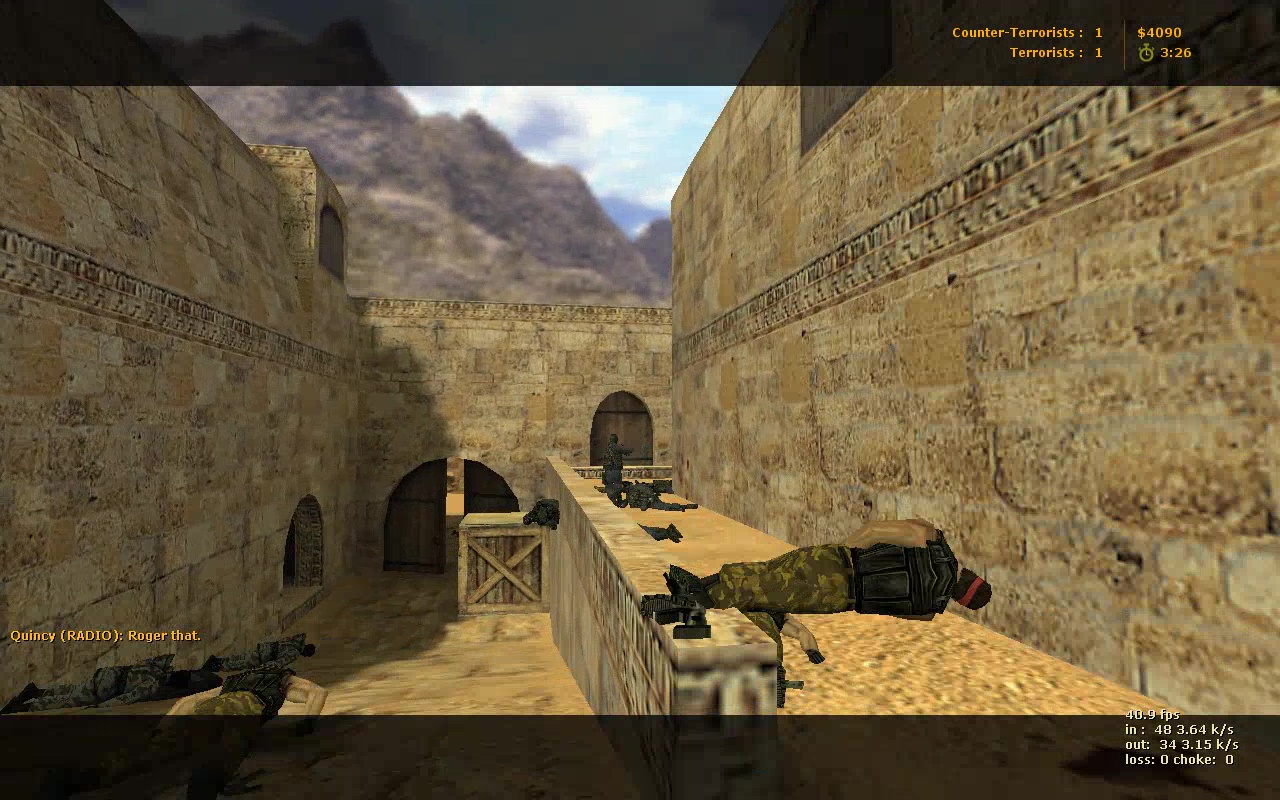 Counter-Terrorists : 1 $4090
Terrorists : 1 3:26
Quincy (RADIO): Roger that.
40.9 fps
in : 48 3.64 k/s
out: 34 3.15 k/s
loss: 0 choke: 0